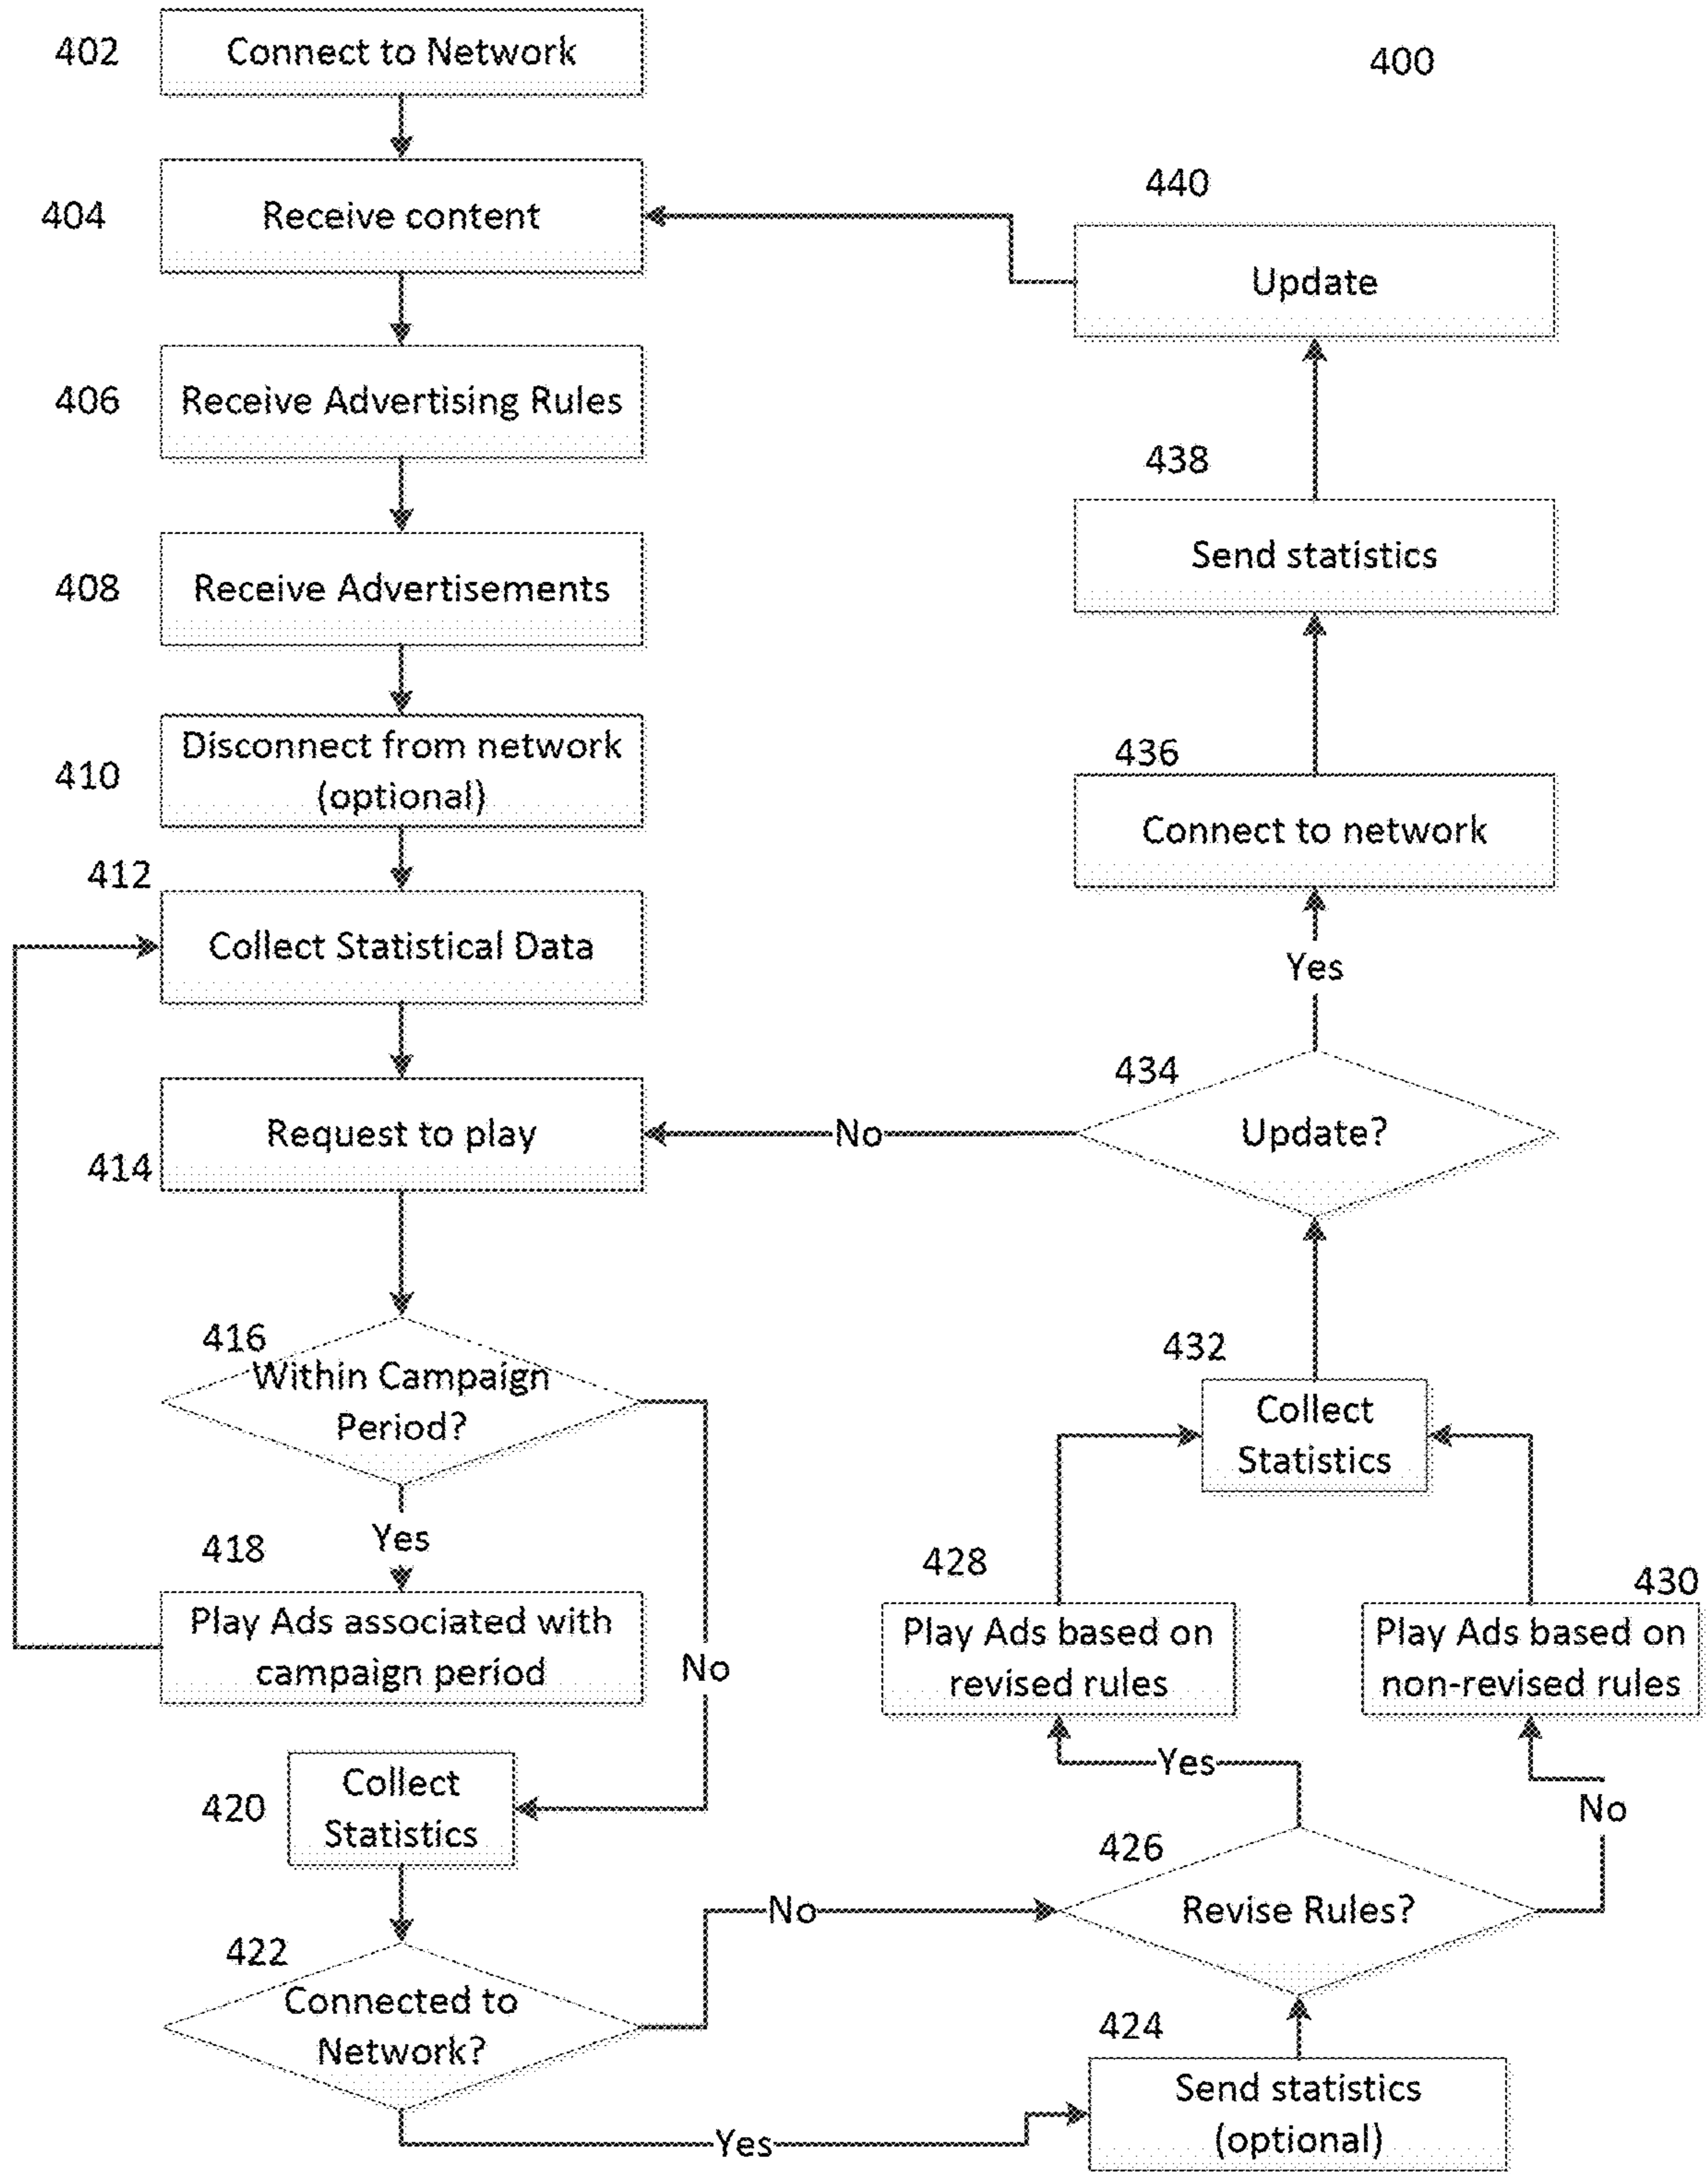 402
Connect to Network
400
404
Receive content
440
Update
406
Receive Advertising Rules
438
Send statistics
408
Receive Advertisements
410
Disconnect from network
(optional)
436
Connect to network
412
Collect Statistical Data
Yes
434
Update?
No
Request to play
414
416
Within Campaign
Period?
Yes
418
Play Ads associated with
campaign period
No
432
Collect
Statistics
428
Play Ads based on
revised rules
430
Play Ads based on
non-revised rules
420
Collect
Statistics
Yes
No
426
Revise Rules?
No
422
Connected to
Network?
Yes
424
Send statistics
(optional)